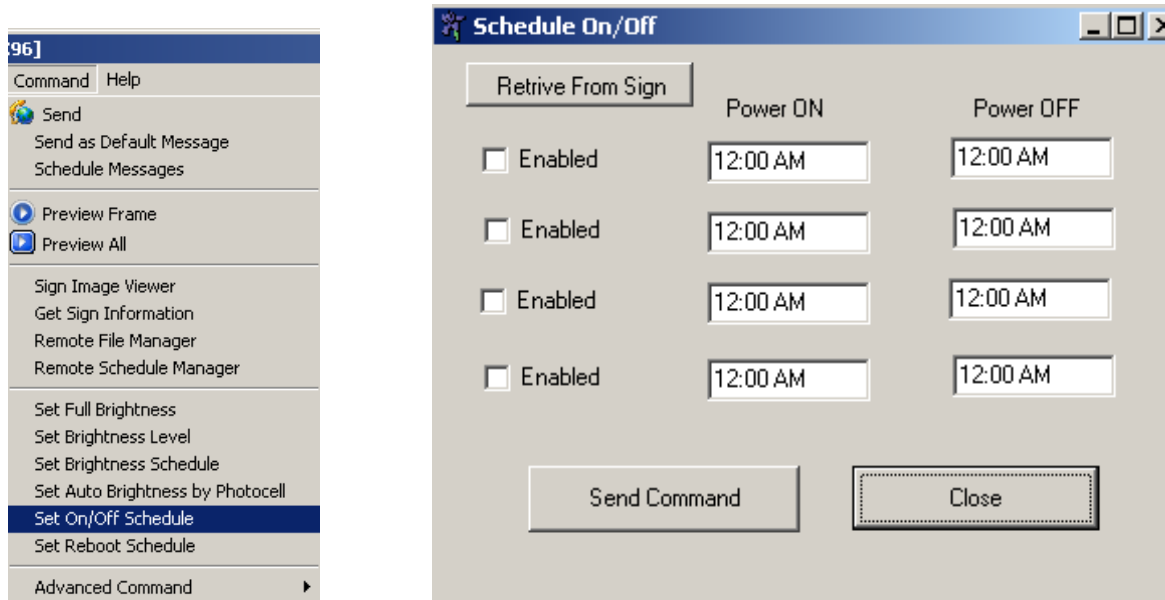 96]
Command Help
Send
Send as Default Message
Schedule Messages
Preview Frame
Preview All
Sign Image Viewer
Get Sign Information
Remote File Manager
Remote Schedule Manager
Set Full Brightness
Set Brightness Level
Set Brightness Schedule
Set Auto Brightness by Photocell
Set On/Off Schedule
Set Reboot Schedule
Advanced Command
Schedule On/Off
Retrive From Sign
Power ON Power OFF
Enabled 12:00 AM 12:00 AM
Enabled 12:00 AM 12:00 AM
Enabled 12:00 AM 12:00 AM
Enabled 12:00 AM 12:00 AM
Send Command Close